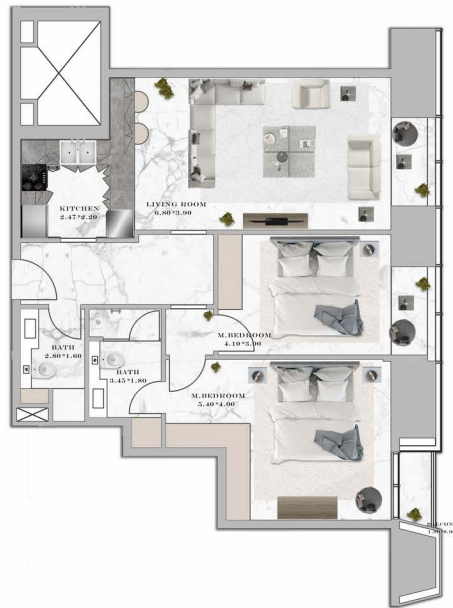 LIVING ROOM
6.80*3.90
KITCHEN
2.47*2.20
M.BEDROOM
4.10*3.90
BATH
2.80*1.60
BATH
3.45*1.80
M.BEDROOM
5.40*4.00